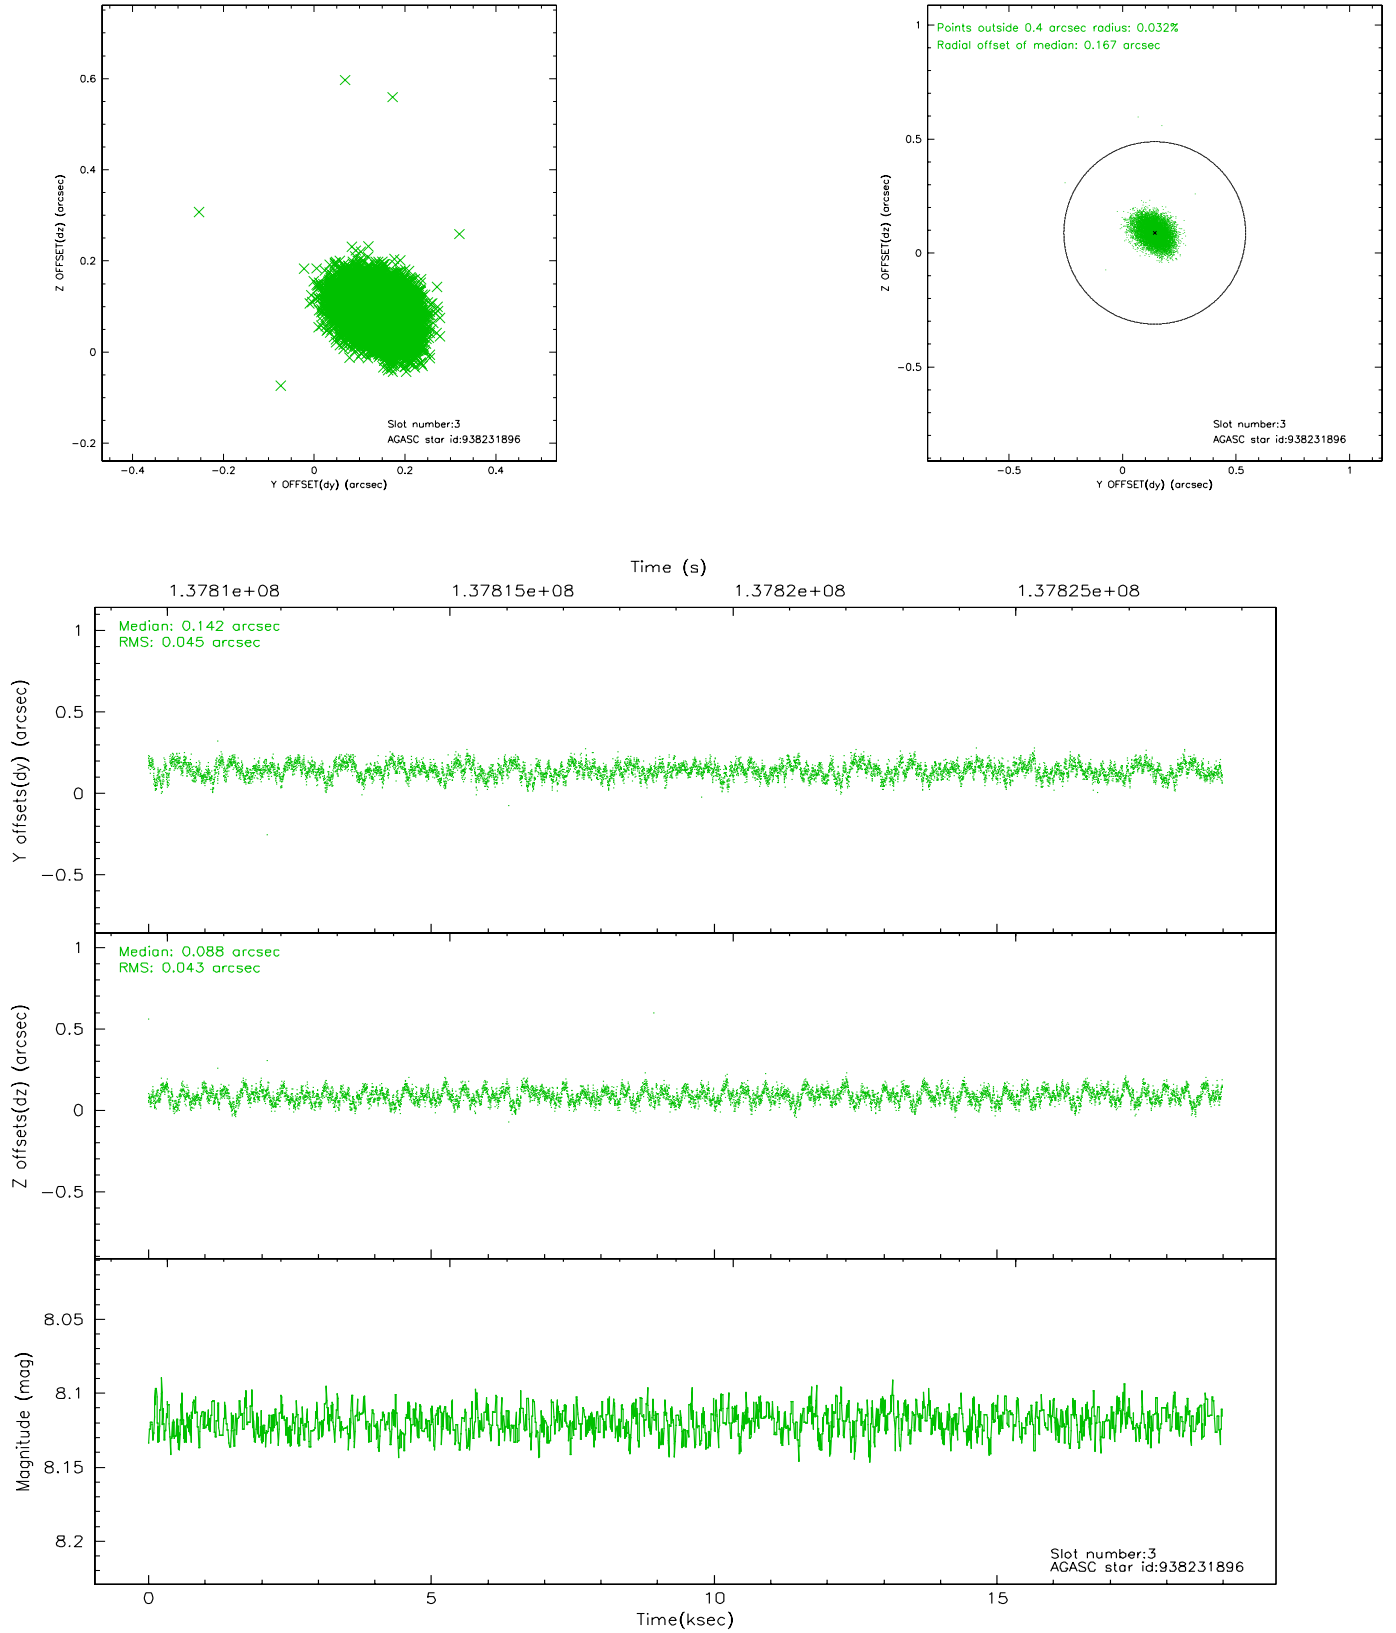 0.6
0.4
0.2
0
−0.2
Z OFFSET(dz) (arcsec)
−0.4 −0.2 0 0.2 0.4
Y OFFSET(dy) (arcsec)
Slot number:3
AGASC star id:938231896
Points outside 0.4 arcsec radius: 0.032%
Radial offset of median: 0.167 arcsec
1
0.5
0
−0.5
Z OFFSET(dz) (arcsec)
−0.5 0 0.5 1
Y OFFSET(dy) (arcsec)
Slot number:3
AGASC star id:938231896
Time (s)
1.3781e+08 1.37815e+08 1.3782e+08 1.37825e+08
Median: 0.142 arcsec
RMS: 0.045 arcsec
1
0.5
0
−0.5
Y offsets(dy) (arcsec)
Median: 0.088 arcsec
RMS: 0.043 arcsec
1
0.5
0
−0.5
Z offsets(dz) (arcsec)
8.05
8.1
8.15
8.2
Magnitude (mag)
Slot number:3
AGASC star id:938231896
0 5 10 15
Time(ksec)